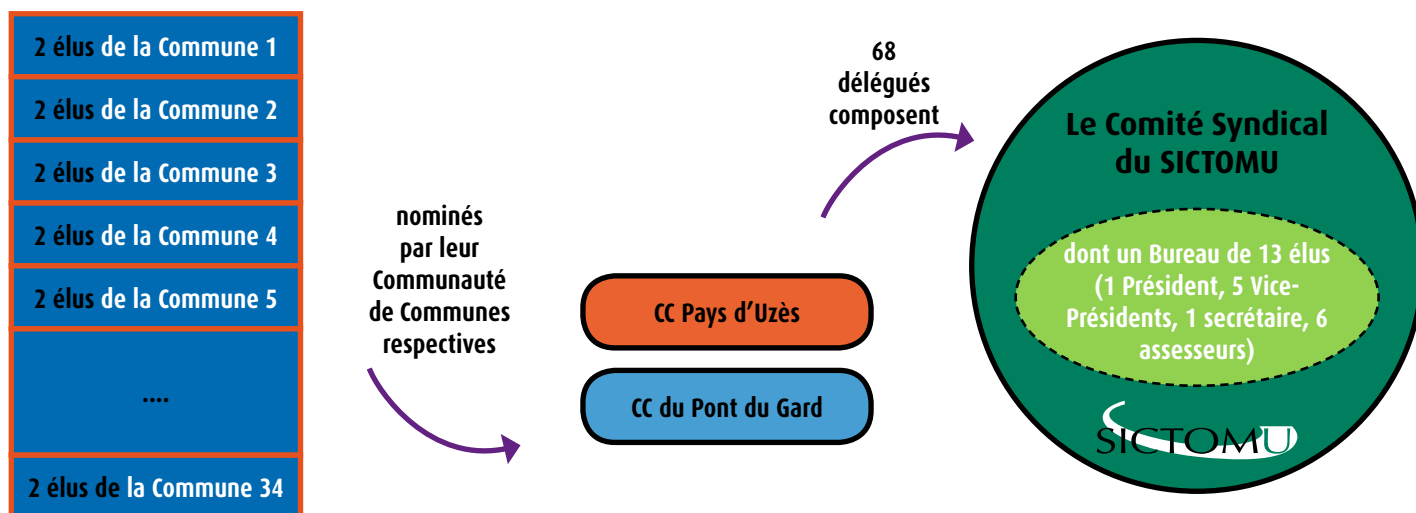 2 élus de la Commune 1
2 élus de la Commune 2
2 élus de la Commune 3
2 élus de la Commune 4
2 élus de la Commune 5
....
2 élus de la Commune 34
nominés
par leur
Communauté
de Communes
respectives
CC Pays d'Uzès
CC du Pont du Gard
68
délégués
composent
Le Comité Syndical
du SICTOMU
dont un Bureau de 13 élus
(1 Président, 5 Vice-
Présidents, 1 secrétaire, 6
assesseurs)
SICTOMU